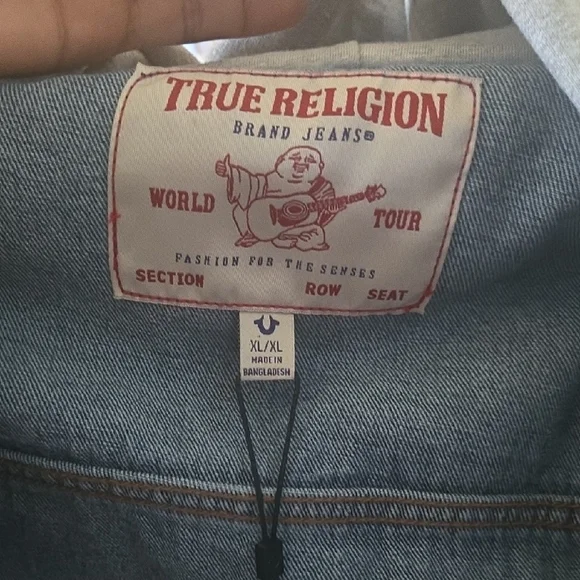 TRUE RELIGION
BRAND JEANS®
WORLD TOUR
FASHION FOR THE SENSES
SECTION ROW SEAT
XL/XL
MADE IN
BANGLADESH